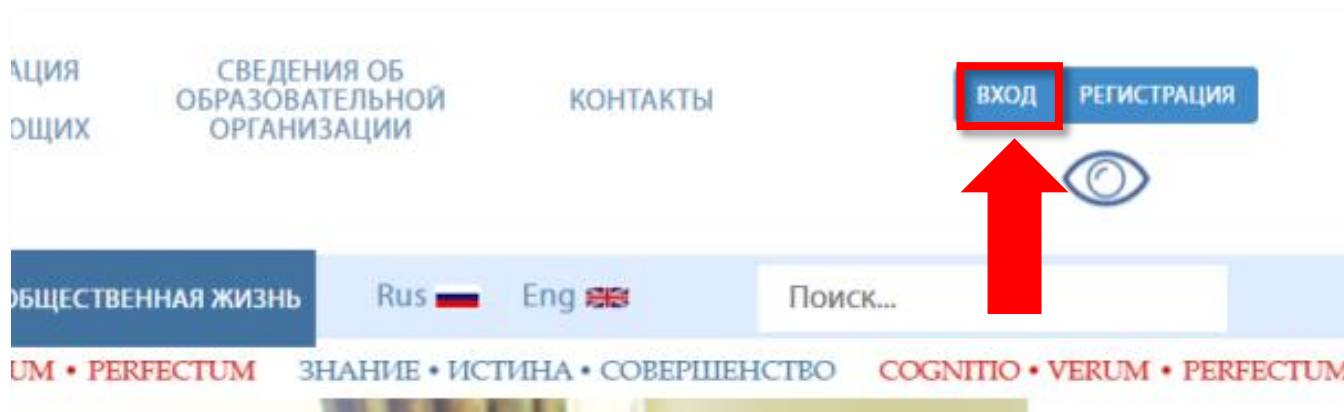 АЦИЯ
ЮЩИХ
СВЕДЕНИЯ ОБ
ОБРАЗОВАТЕЛЬНОЙ
ОРГАНИЗАЦИИ
КОНТАКТЫ
ВХОД РЕГИСТРАЦИЯ
ОБЩЕСТВЕННАЯ ЖИЗНЬ Rus Eng Поиск...
UM • PERFECTUM ЗНАНИЕ • ИСТИНА • СОВЕРШЕНСТВО COGNITIO • VERUM • PERFECTUM